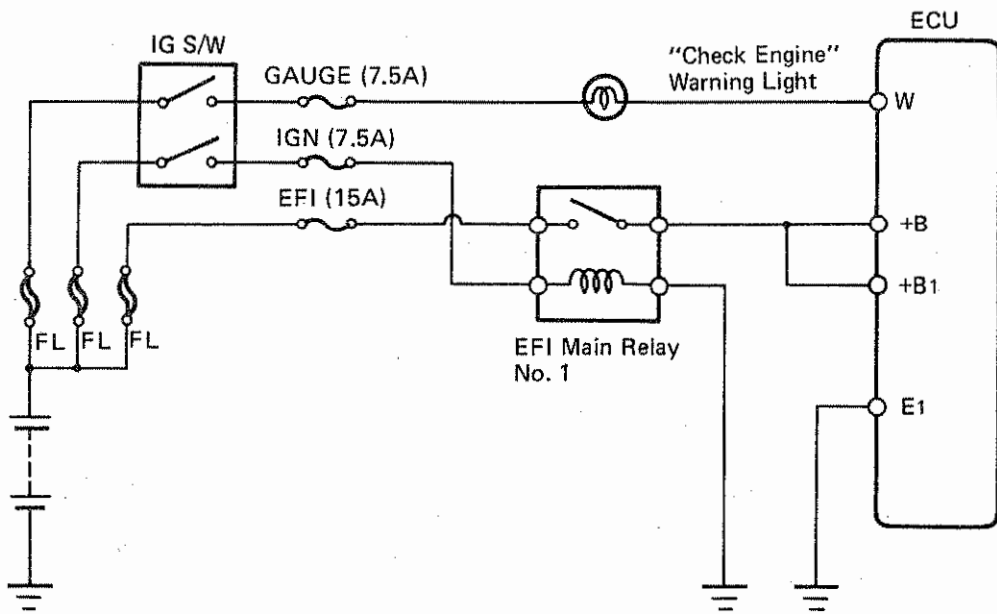 ECU
IG S/W
GAUGE (7.5A)
"Check Engine"
Warning Light
W
IGN (7.5A)
EFI (15A)
+B
+B1
FL FL FL
EFI Main Relay
No. 1
E1